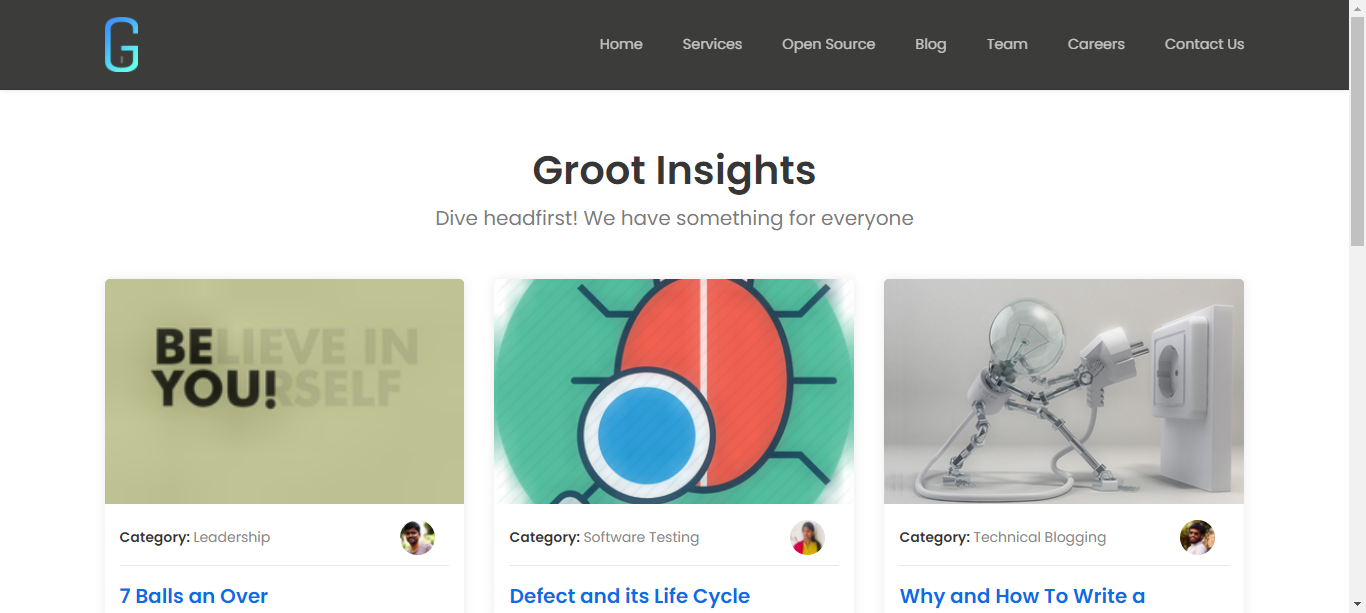 G
Home Services Open Source Blog Team Careers Contact Us
Groot Insights
Dive headfirst! We have something for everyone
BELIEVE IN
YOU!RSELF
Category: Leadership
7 Balls an Over
Category: Software Testing
Defect and its Life Cycle
Category: Technical Blogging
Why and How To Write a